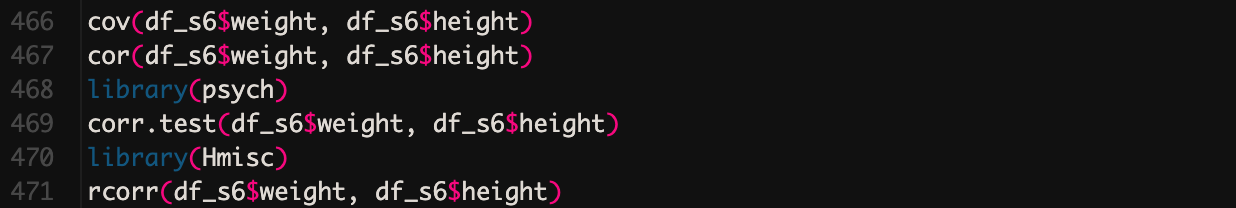 466 cov(df_s6$weight, df_s6$height)
467 cor(df_s6$weight, df_s6$height)
468 library(psych)
469 corr.test(df_s6$weight, df_s6$height)
470 library(Hmisc)
471 rcorr(df_s6$weight, df_s6$height)